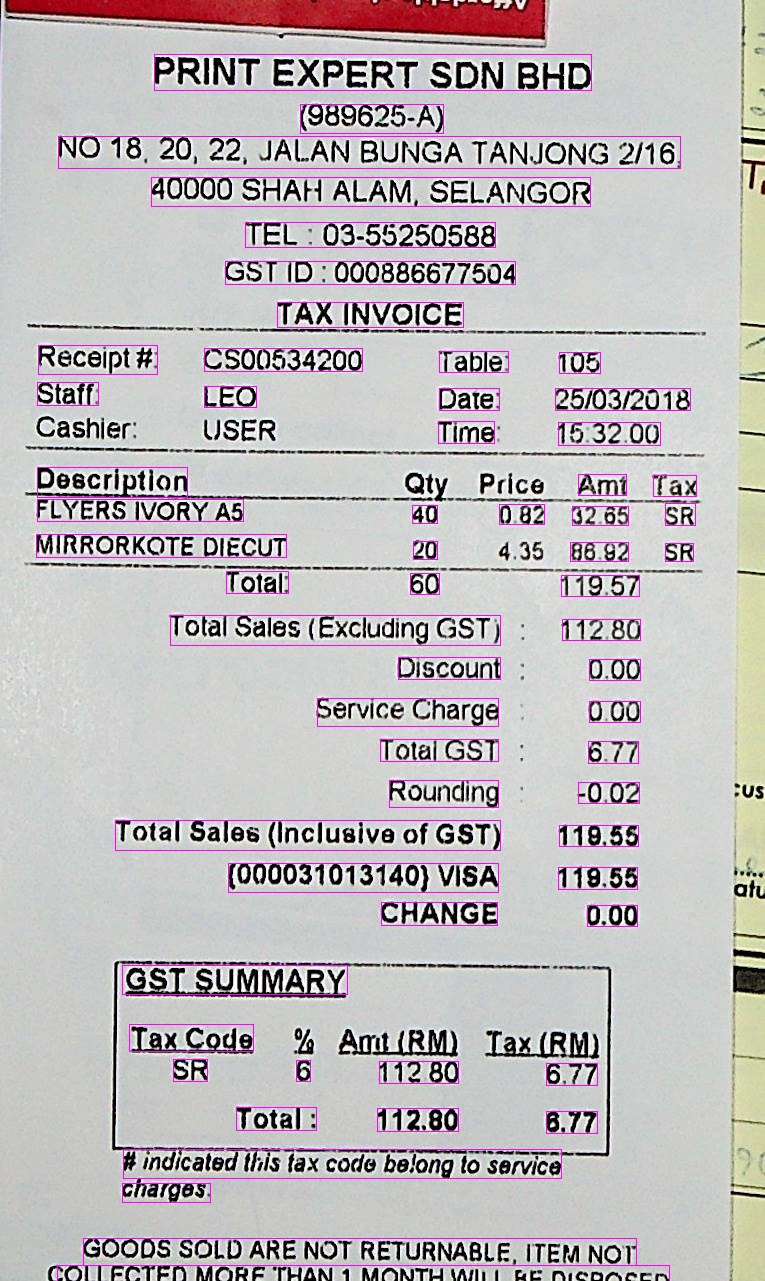 PRINT EXPERT SDN BHD
(989625-A)
NO 18, 20, 22, JALAN BUNGA TANJONG 2/16,
40000 SHAH ALAM, SELANGOR
TEL : 03-55250588
GST ID : 000886677504
TAX INVOICE
Receipt #: CS00534200 Table: 105
Staff: LEO Date: 25/03/2018
Cashier: USER Time: 15:32:00
Description Qty Price Amt Tax
FLYERS IVORY A5 40 0.82 32.65 SR
MIRRORKOTE DIECUT 20 4.35 86.92 SR
Total: 60 119.57
Total Sales (Excluding GST) : 112.80
Discount : 0.00
Service Charge : 0.00
Total GST : 6.77
Rounding : -0.02
Total Sales (Inclusive of GST) 119.55
{000031013140} VISA 119.55
CHANGE 0.00
GST SUMMARY
Tax Code % Amt (RM) Tax (RM)
SR 6 112.80 6.77
Total : 112.80 6.77
# indicated this tax code belong to service
charges.
GOODS SOLD ARE NOT RETURNABLE, ITEM NOT
COLLECTED MORE THAN 1 MONTH WILL BE DISPOSED